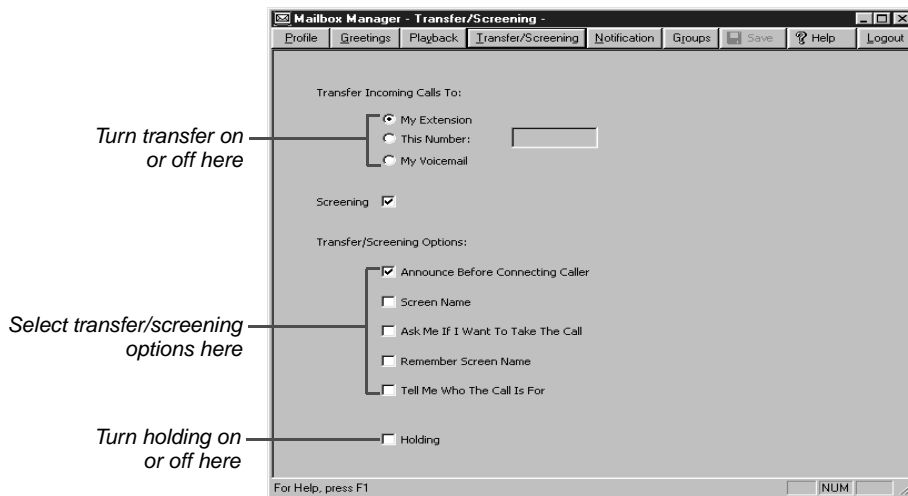 Mailbox Manager - Transfer/Screening -
Profile Greetings Playback Transfer/Screening Notification Groups Save Help Logout
Transfer Incoming Calls To:
Turn transfer on
or off here
My Extension
This Number:
My Voicemail
Screening
Transfer/Screening Options:
Select transfer/screening
options here
Announce Before Connecting Caller
Screen Name
Ask Me If I Want To Take The Call
Remember Screen Name
Tell Me Who The Call Is For
Turn holding on
or off here
Holding
For Help, press F1
NUM